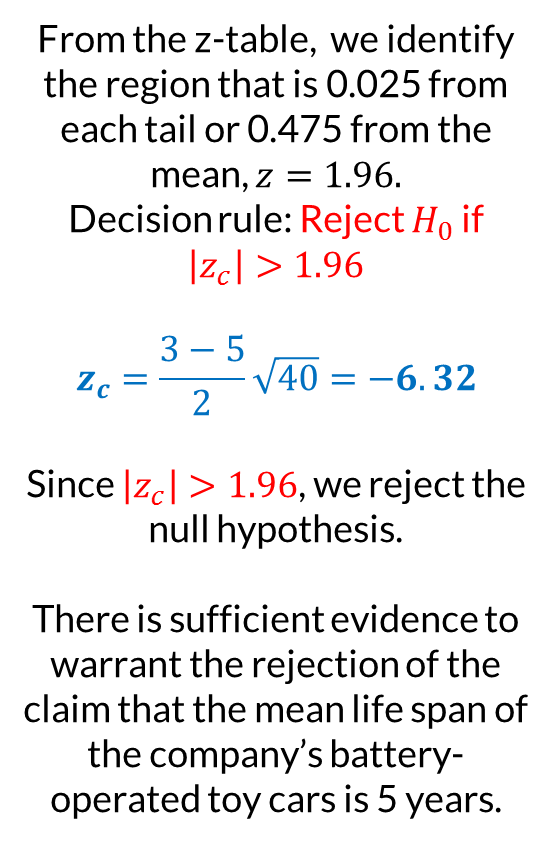 From the z-table, we identify
the region that is 0.025 from
each tail or 0.475 from the
mean, z = 1.96.
Decision rule: Reject H₀ if
|z_c| > 1.96
z_c = \frac{3 − 5}{2}\sqrt{40} = −6.32
Since |z_c| > 1.96, we reject the
null hypothesis.
There is sufficient evidence to
warrant the rejection of the
claim that the mean life span of
the company’s battery-
operated toy cars is 5 years.